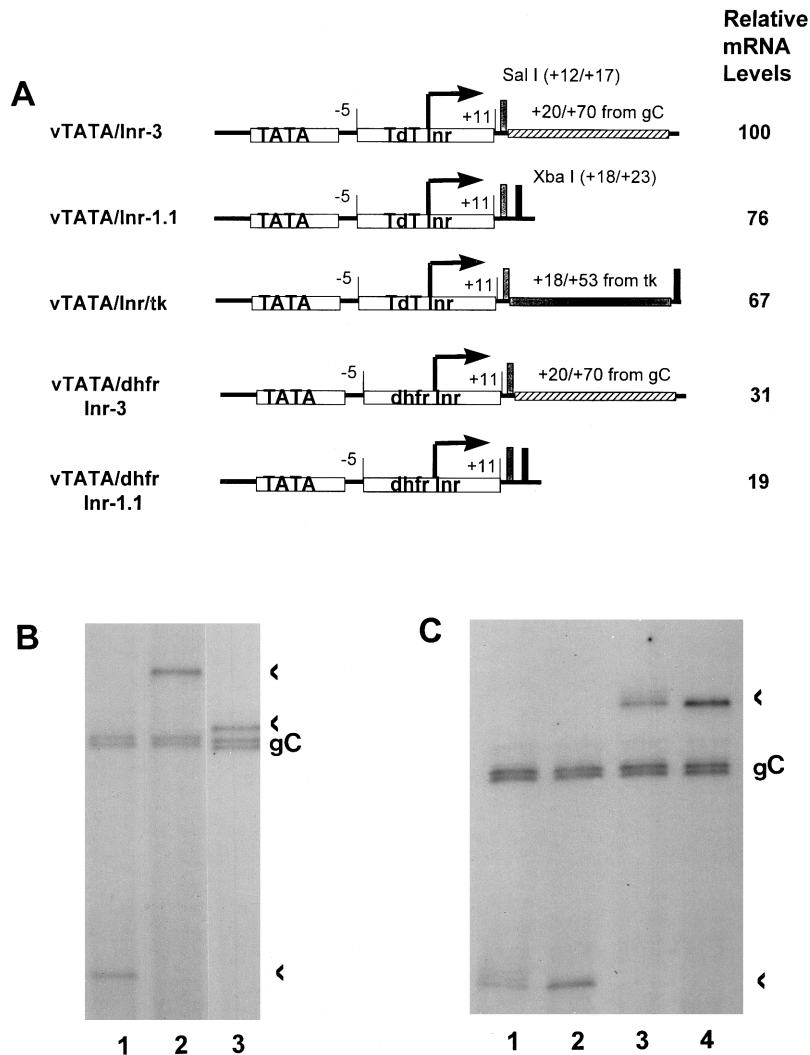 Relative
mRNA
Levels
A
vTATA/Inr-3
TATA
-5
TdT Inr
+11
Sal I (+12/+17)
+20/+70 from gC
100
vTATA/Inr-1.1
TATA
-5
TdT Inr
+11
Xba I (+18/+23)
76
vTATA/Inr/tk
TATA
-5
TdT Inr
+11
+18/+53 from tk
67
vTATA/dhfr
Inr-3
TATA
-5
dhfr Inr
+11
+20/+70 from gC
31
vTATA/dhfr
Inr-1.1
TATA
-5
dhfr Inr
+11
19
B
gC
1 2 3
C
gC
1 2 3 4